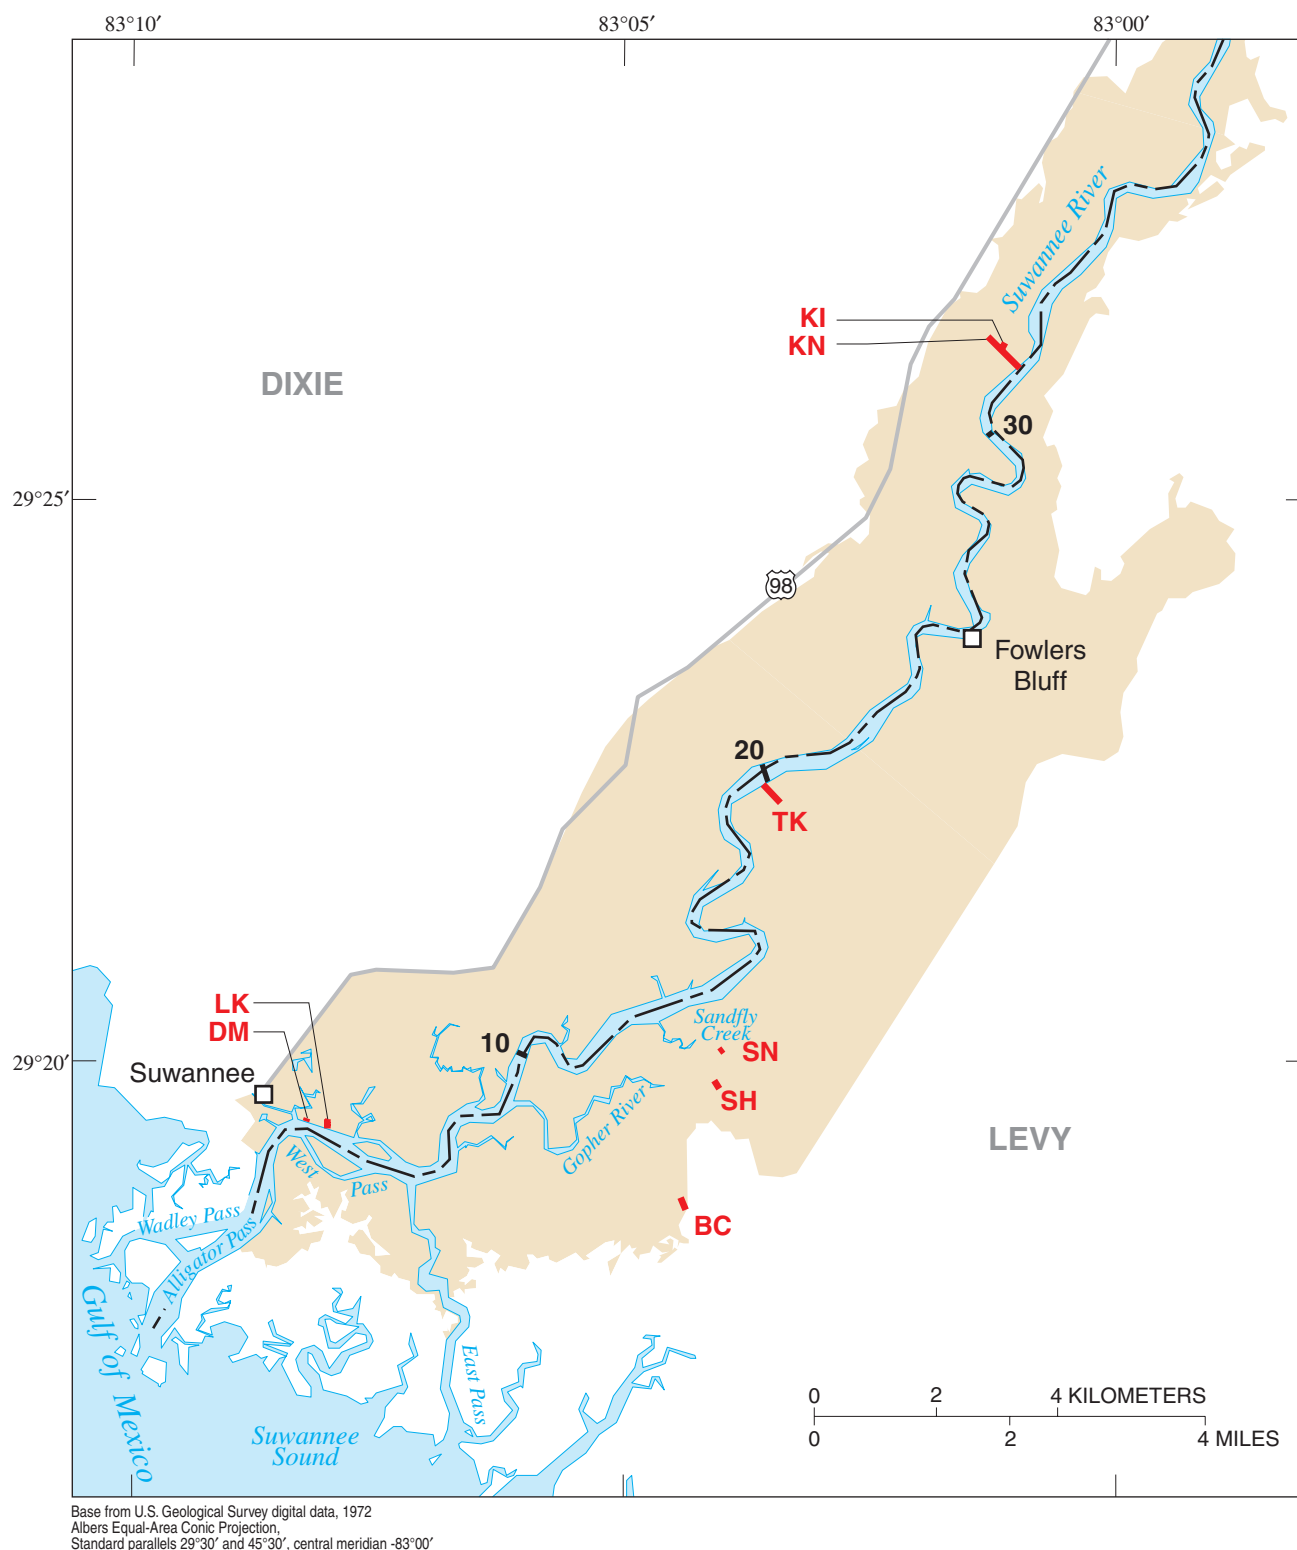 83°10′ 83°05′ 83°00′
Suwannee River
KI
KN
DIXIE
30
29°25′
98
Fowlers
Bluff
20
TK
LK
DM
Sandfly
Creek
10
SN
29°20′
Suwannee
SH
Gopher River
LEVY
West
Pass
Wadley Pass
BC
Alligator Pass
Gulf of Mexico
East Pass
0 2 4 KILOMETERS
0 2 4 MILES
Suwannee
Sound
Base from U.S. Geological Survey digital data, 1972
Albers Equal-Area Conic Projection,
Standard parallels 29°30′ and 45°30′, central meridian -83°00′